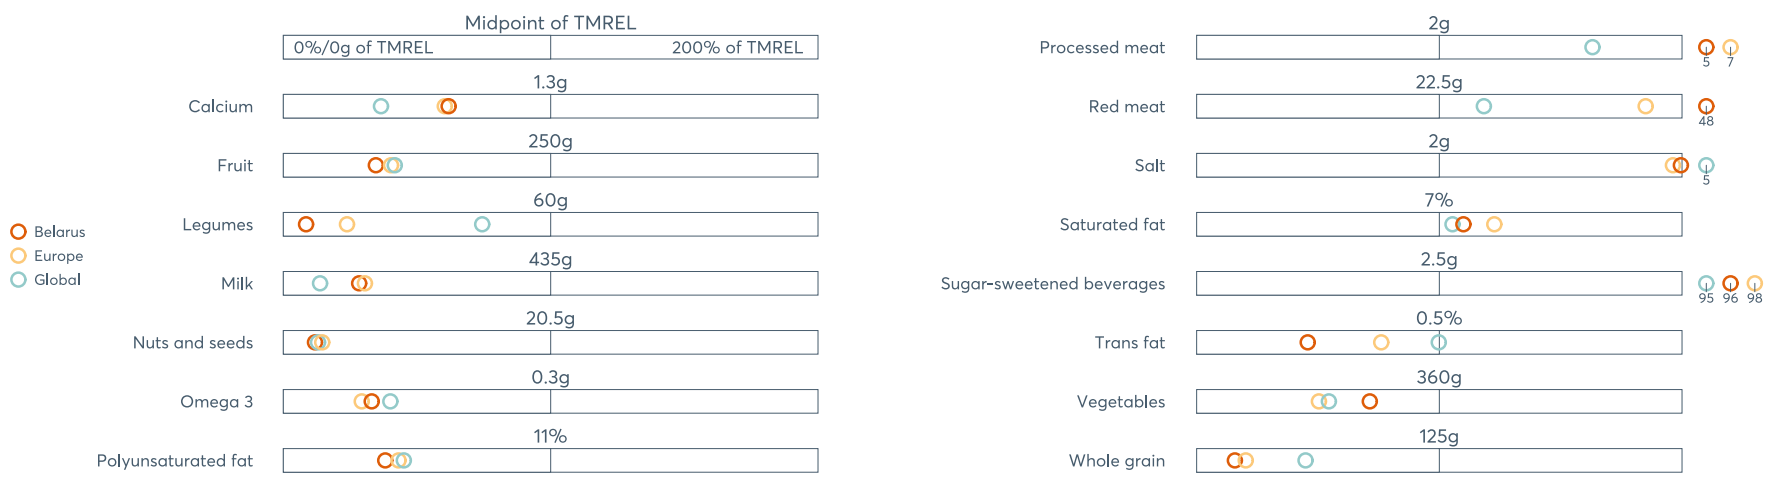 Midpoint of TMREL
0%/0g of TMREL 200% of TMREL
1.3g
Calcium
250g
Fruit
60g
Legumes
435g
Milk
20.5g
Nuts and seeds
0.3g
Omega 3
11%
Polyunsaturated fat
Belarus
Europe
Global
2g
Processed meat
5 7
22.5g
Red meat
48
2g
Salt
5
7%
Saturated fat
2.5g
Sugar-sweetened beverages
95 96 98
0.5%
Trans fat
360g
Vegetables
125g
Whole grain